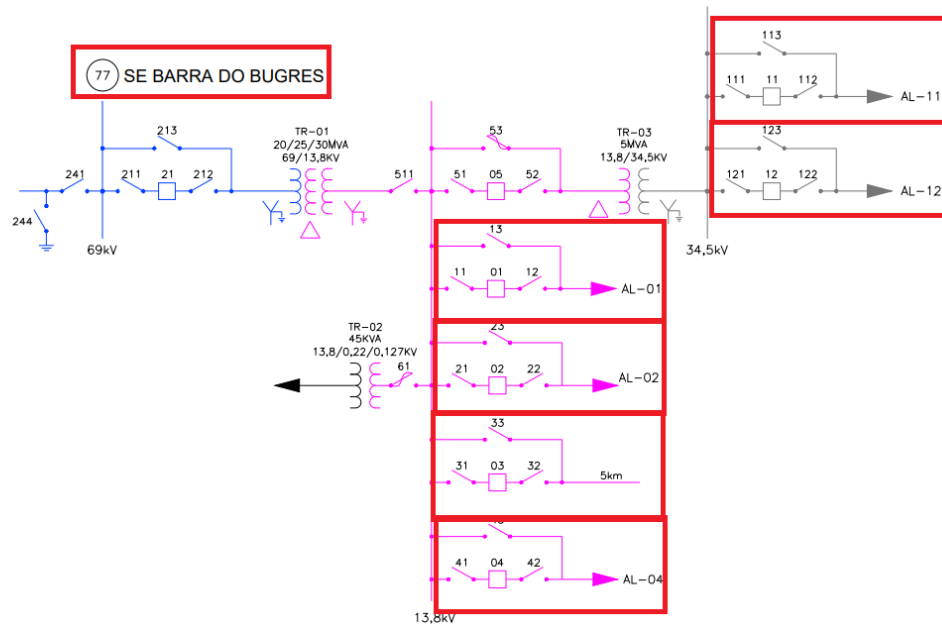 77 SE BARRA DO BUGRES
113
111 11 112
AL-11
123
121 12 122
AL-12
34,5kV
TR-01
20/25/30MVA
69/13,8KV
TR-03
5MVA
13,8/34,5KV
213
241 211 21 212
244
69kV
511
53
51 05 52
13
11 01 12
AL-01
TR-02
45KVA
13,8/0,22/0,127KV
61
23
21 02 22
AL-02
33
31 03 32
5km
41 04 42
AL-04
13,8kV